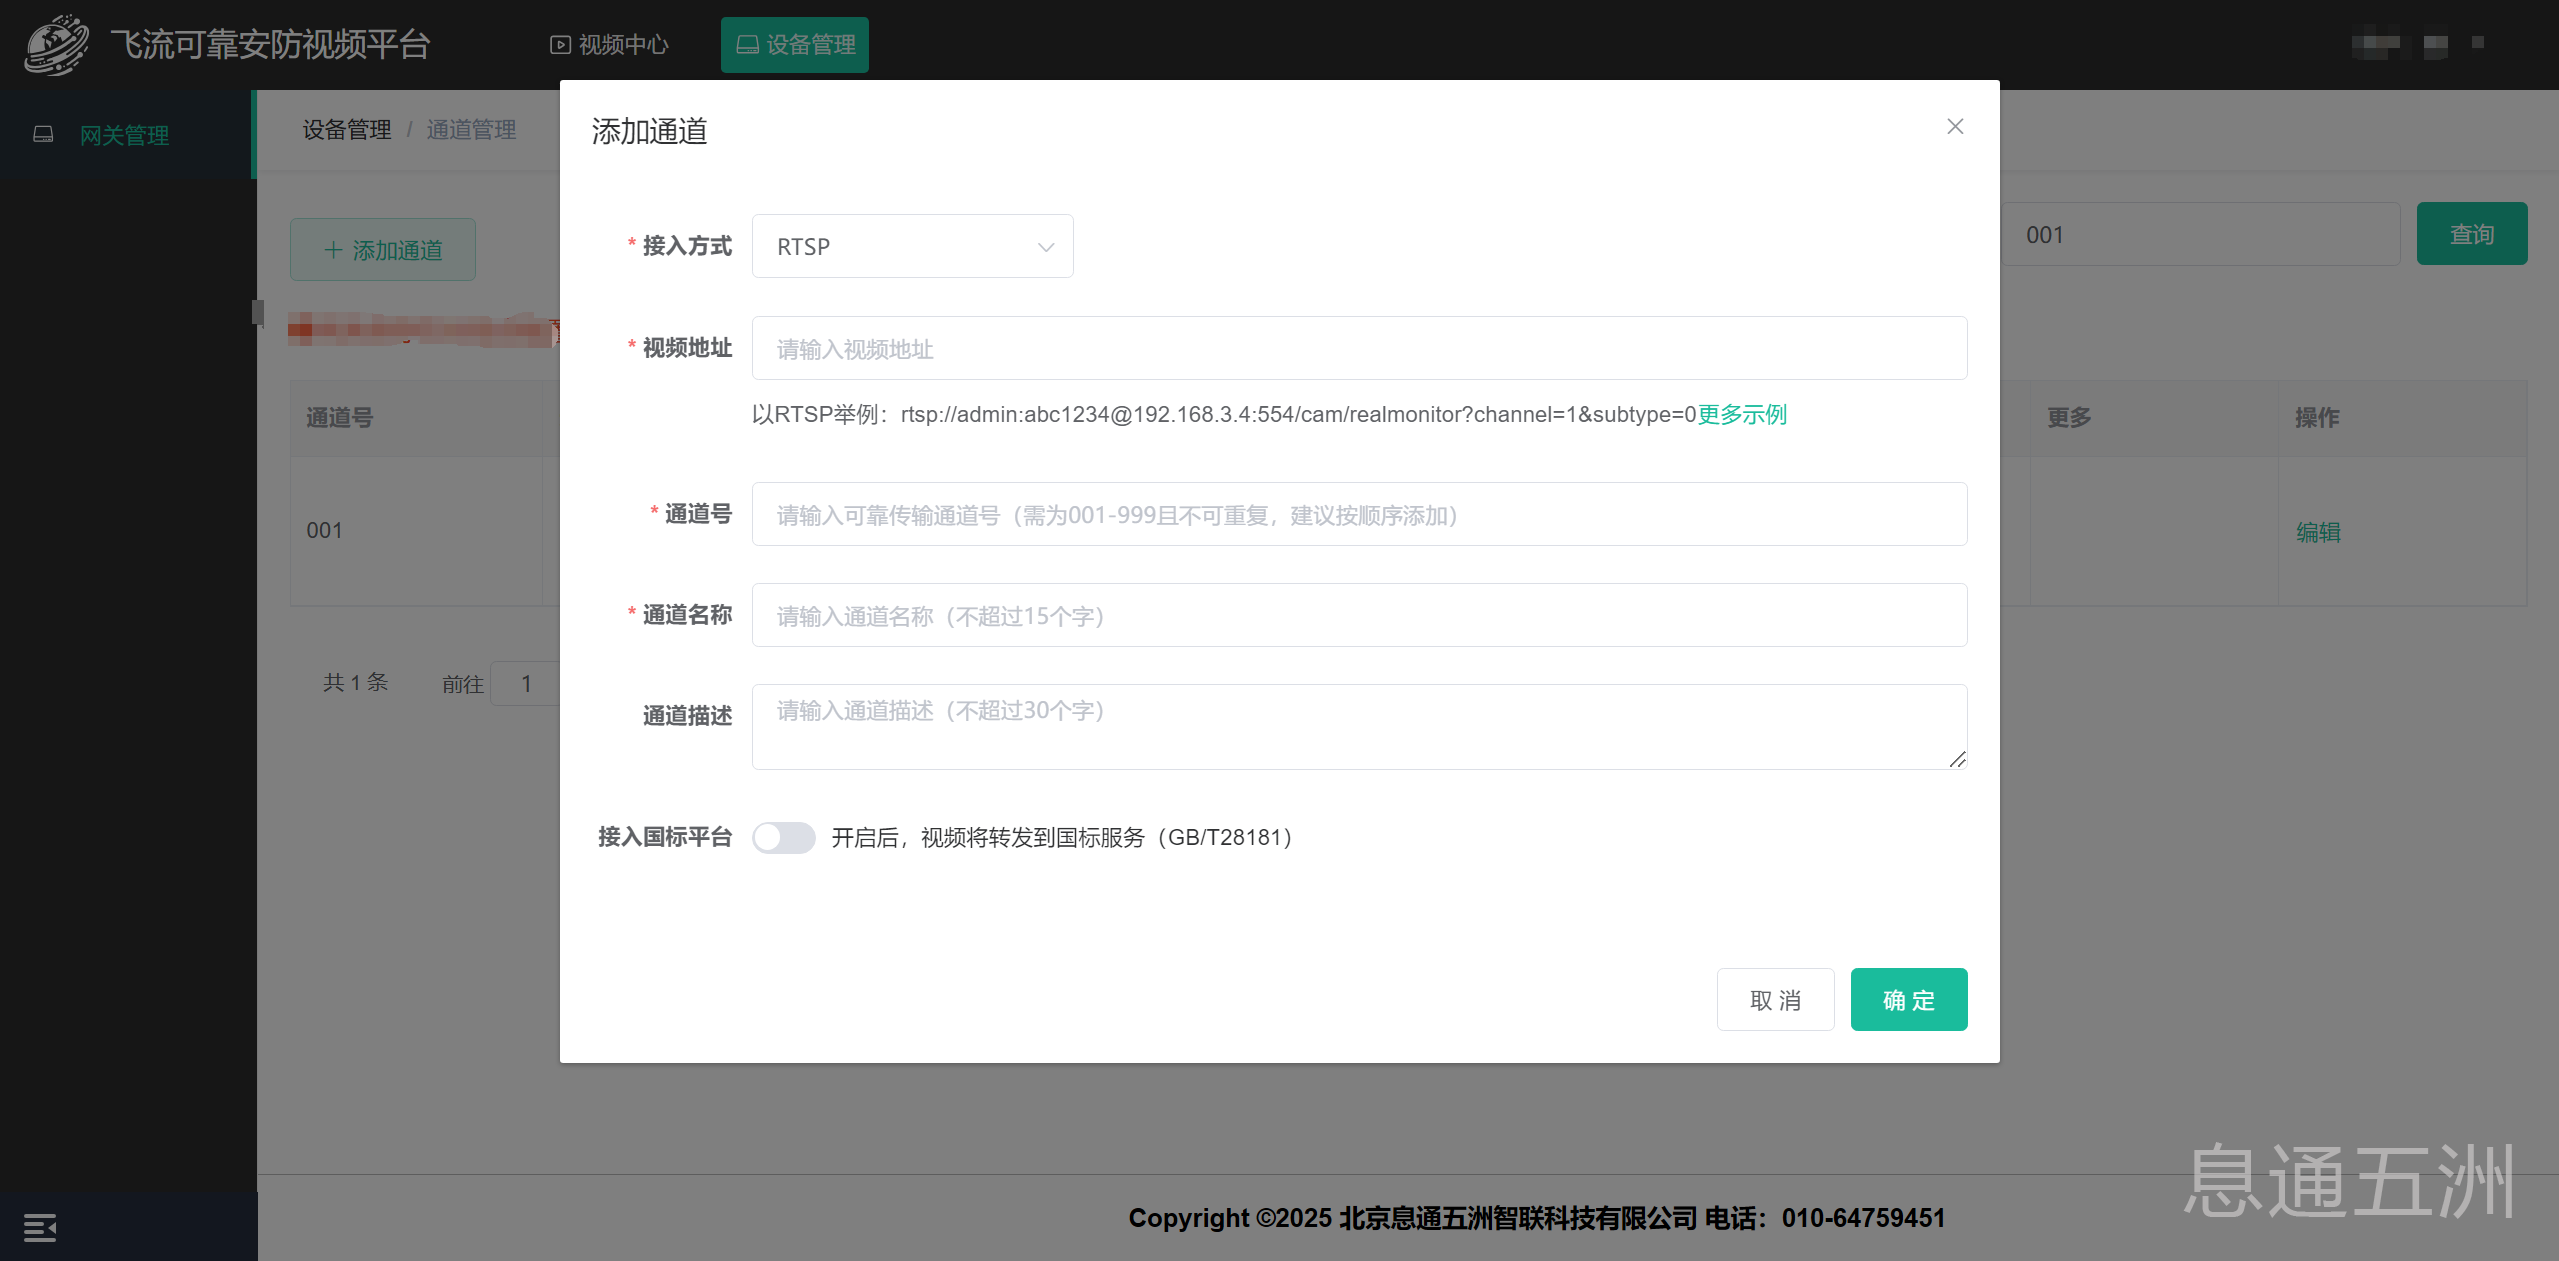 飞流可靠安防视频平台
视频中心
设备管理
网关管理
设备管理 / 通道管理
添加通道
001
查询
通道号
更多
操作
001
编辑
共 1 条
前往 1
添加通道
* 接入方式 RTSP
* 视频地址 请输入视频地址
以RTSP举例：rtsp://admin:abc1234@192.168.3.4:554/cam/realmonitor?channel=1&subtype=0更多示例
* 通道号 请输入可靠传输通道号（需为001-999且不可重复，建议按顺序添加）
* 通道名称 请输入通道名称（不超过15个字）
通道描述 请输入通道描述（不超过30个字）
接入国标平台 开启后，视频将转发到国标服务（GB/T28181）
取 消
确 定
息通五洲
Copyright ©2025 北京息通五洲智联科技有限公司 电话：010-64759451